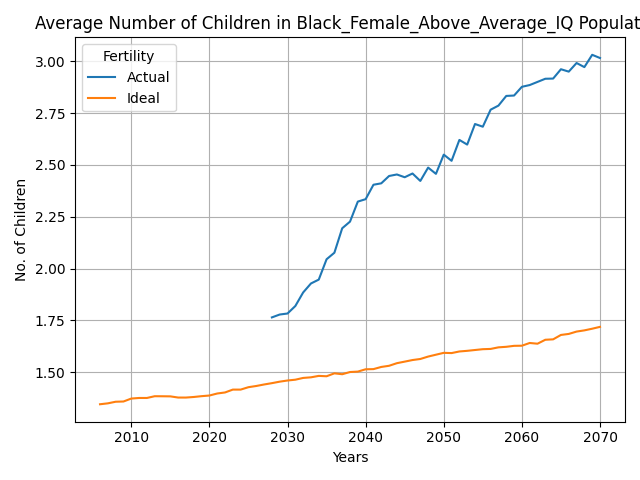 Average Number of Children in Black_Female_Above_Average_IQ Populat
Fertility
Actual
Ideal
3.00
2.75
2.50
2.25
2.00
1.75
1.50
No. of Children
2010 2020 2030 2040 2050 2060 2070
Years